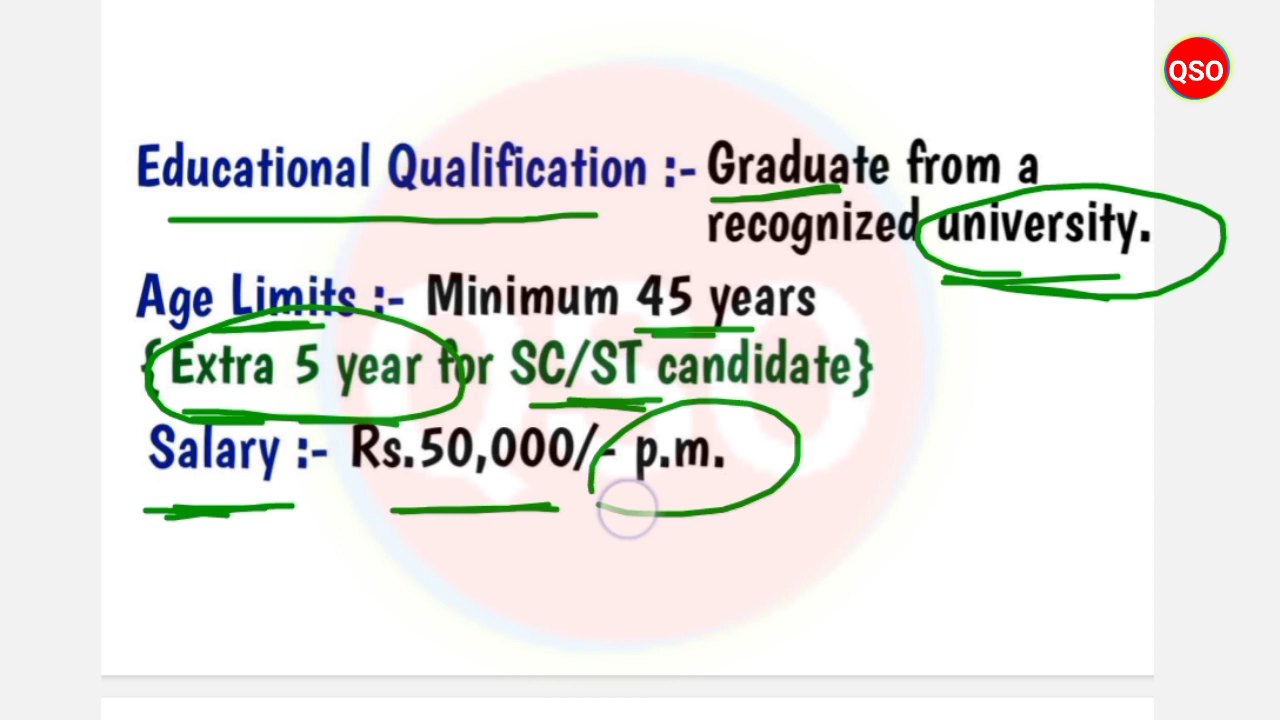 QSO
Educational Qualification :- Graduate from a
recognized university.
Age Limits :- Minimum 45 years
{Extra 5 year for SC/ST candidate}
Salary :- Rs.50,000/- p.m.
QSO